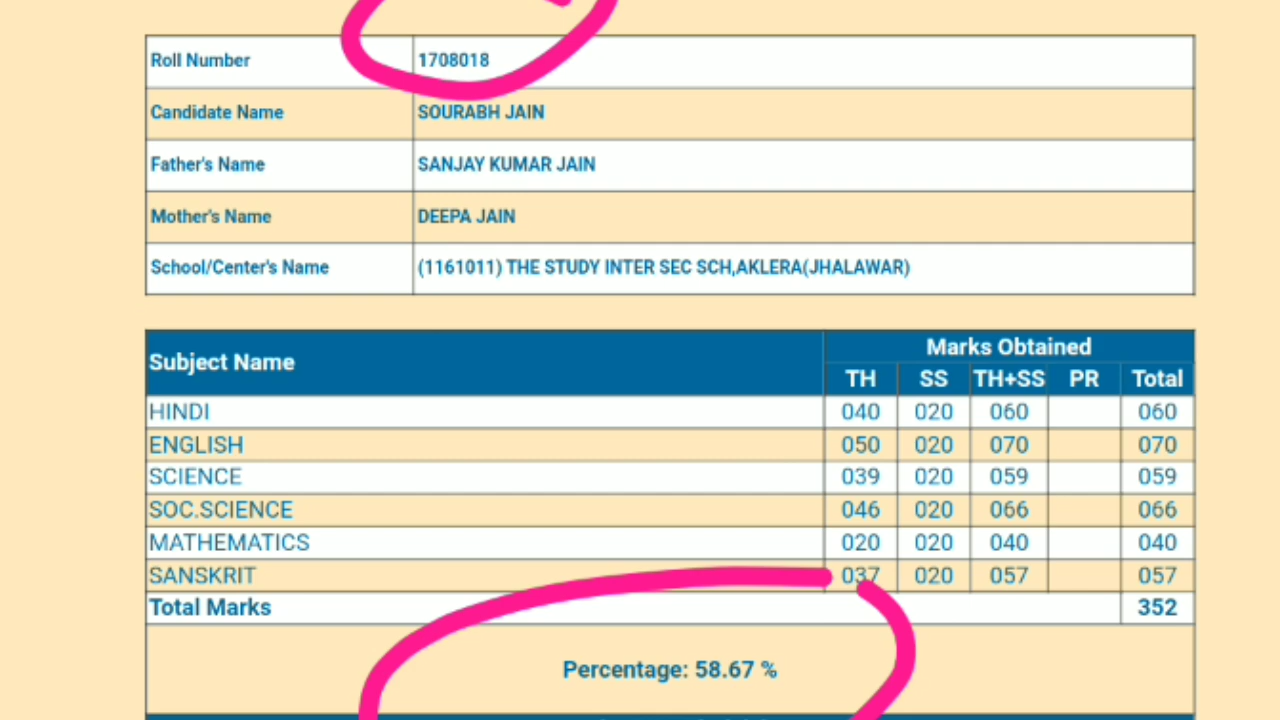 Roll Number 1708018
Candidate Name SOURABH JAIN
Father's Name SANJAY KUMAR JAIN
Mother's Name DEEPA JAIN
School/Center's Name (1161011) THE STUDY INTER SEC SCH,AKLERA(JHALAWAR)
Subject Name Marks Obtained
TH SS TH+SS PR Total
HINDI 040 020 060 060
ENGLISH 050 020 070 070
SCIENCE 039 020 059 059
SOC.SCIENCE 046 020 066 066
MATHEMATICS 020 020 040 040
SANSKRIT 037 020 057 057
Total Marks 352
Percentage: 58.67 %